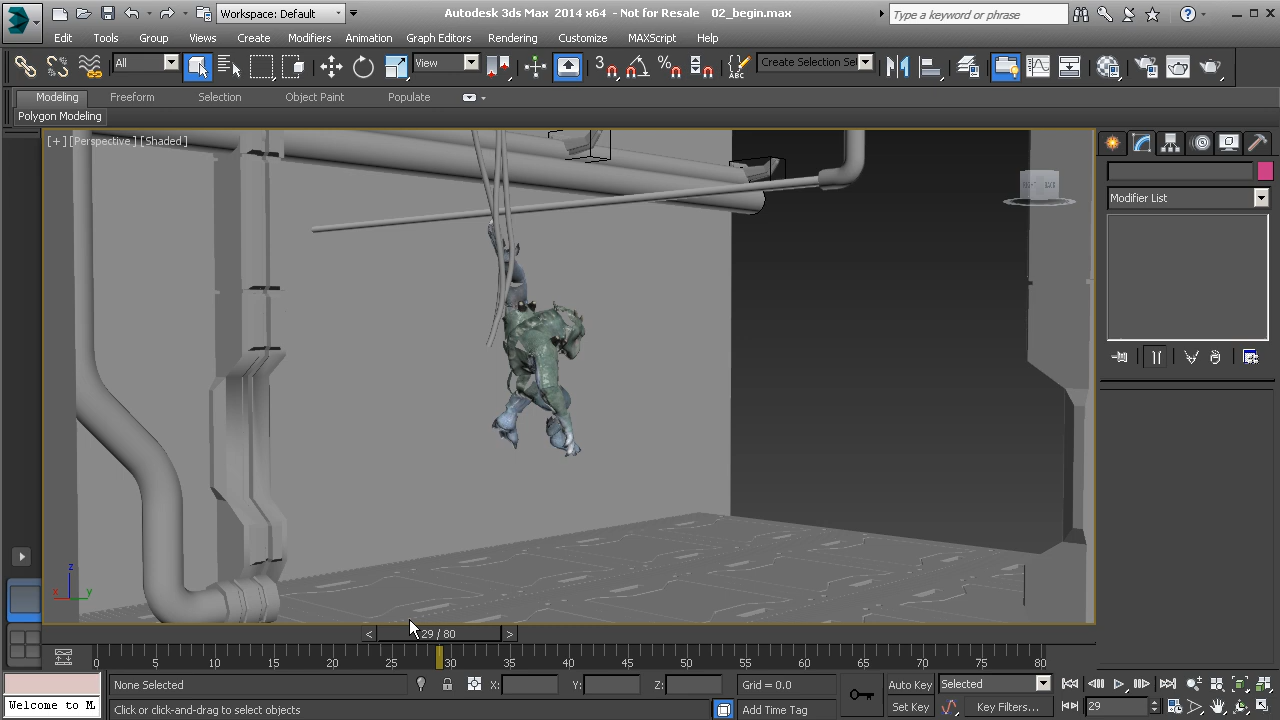 Workspace: Default
Autodesk 3ds Max 2014 x64 - Not for Resale 02_begin.max
Type a keyword or phrase
Edit Tools Group Views Create Modifiers Animation Graph Editors Rendering Customize MAXScript Help
All
View
Create Selection Se
Modeling Freeform Selection Object Paint Populate
Polygon Modeling
[+] [Perspective ] [Shaded ]
Modifier List
z
x y
< 29 / 80 >
0 5 10 15 20 25 30 35 40 45 50 55 60 65 70 75 80
None Selected X: Y: Z: Grid = 0.0 Auto Key Selected
Welcome to M Click or click-and-drag to select objects Add Time Tag Set Key Key Filters... 29